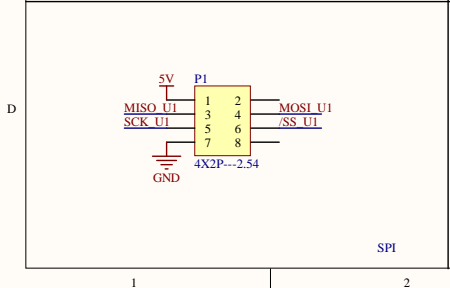 5V P1
1 2
MISO_U1 3 4 MOSI_U1
D
SCK_U1 5 6 /SS_U1
7 8
4X2P---2.54
GND
SPI
1 2